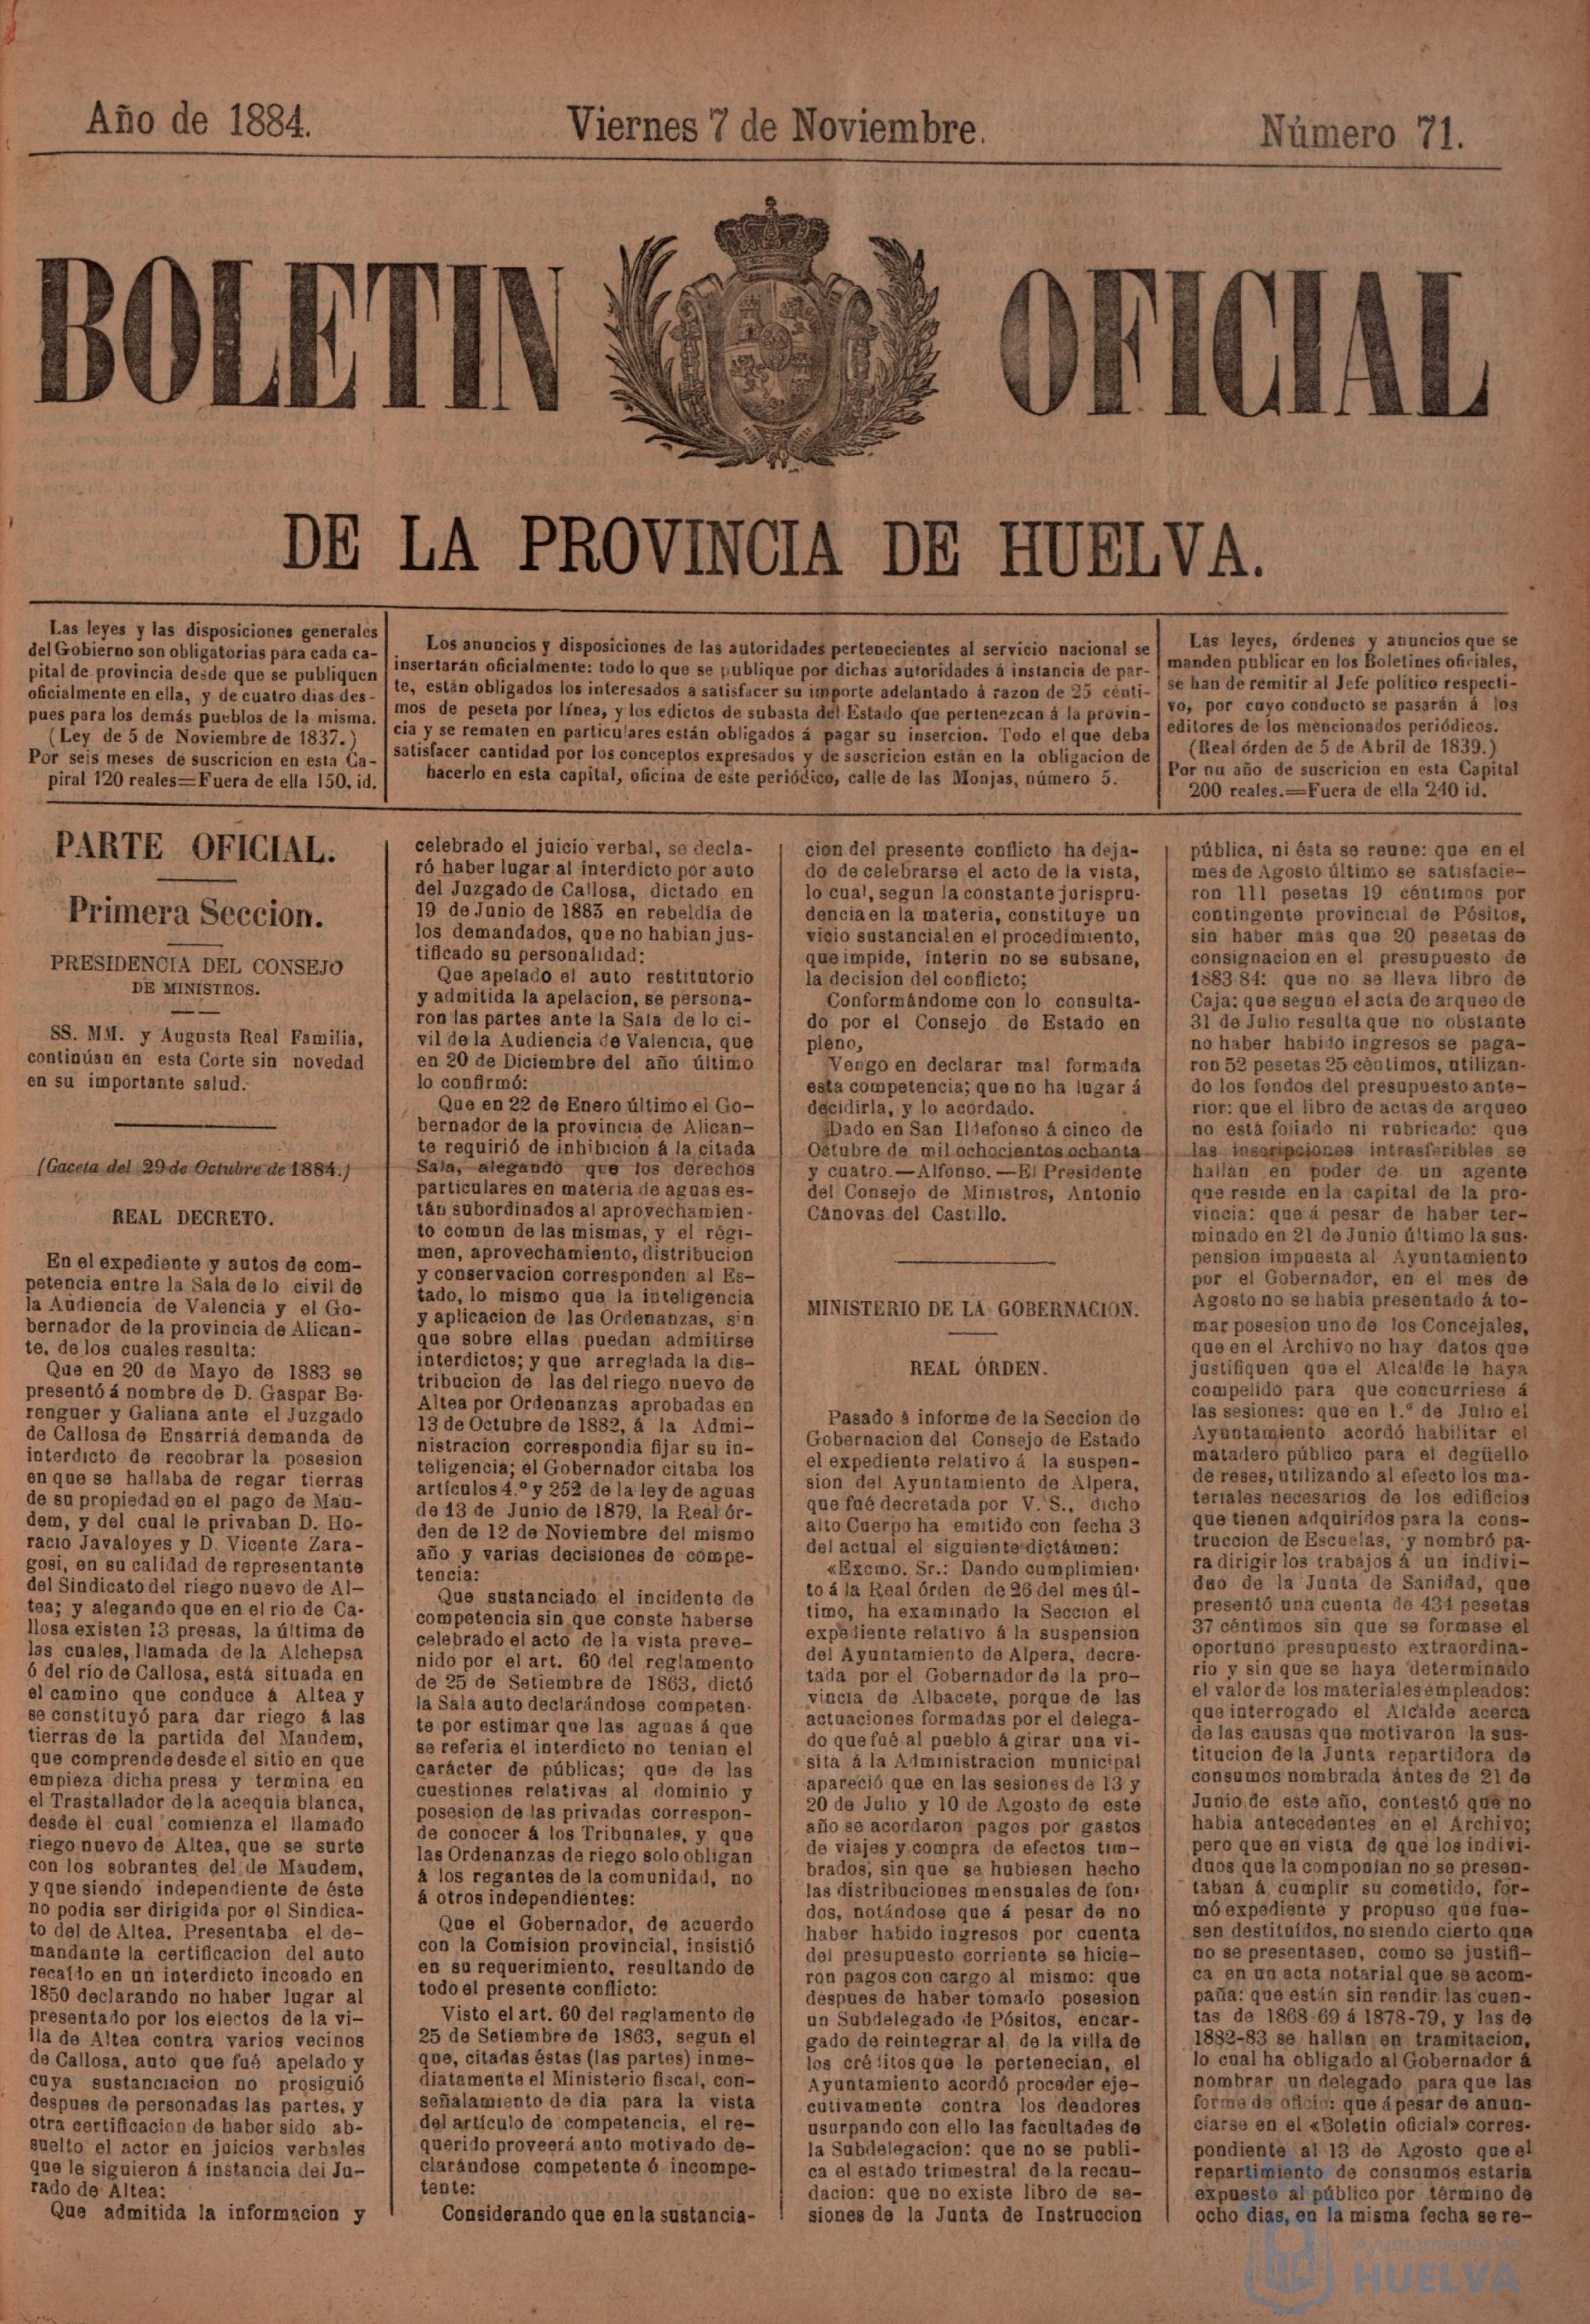 Año de 1884.
Viernes 7 de Noviembre.
Número 71.
BOLETIN OFICIAL
DE LA PROVINCIA DE HUELVA.
Las leyes y las disposiciones generales
del Gobierno son obligatorias para cada ca-
pital de provincia desde que se publiquen
oficialmente en ella, y de cuatro dias des-
pues para los demás pueblos de la misma.
(Ley de 5 de Noviembre de 1837.)
Por seis meses de suscricion en esta Ca-
piral 120 reales=Fuera de ella 150, id.
Los anuncios y disposiciones de las autoridades pertenecientes al servicio nacional se
insertarán oficialmente: todo lo que se publique por dichas autoridades á instancia de par-
te, están obligados los interesados á satisfacer su importe adelantado á razon de 25 cénti-
mos de peseta por línea, y los edictos de subasta del Estado que pertenezcan á la provin-
cia y se rematen en particulares están obligados á pagar su insercion. Todo el que deba
satisfacer cantidad por los conceptos expresados y de suscricion están en la obligacion de
hacerlo en esta capital, oficina de este periódico, calle de las Monjas, número 5.
Las leyes, órdenes y anuncios que se
manden publicar en los Boletines oficiales,
se han de remitir al Jefe político respecti-
vo, por cuyo conducto se pasarán á los
editores de los mencionados periódicos.
(Real órden de 5 de Abril de 1839.)
Por nu año de suscricion en esta Capital
200 reales.=Fuera de ella 240 id.
PARTE OFICIAL.
Primera Seccion.
PRESIDENCIA DEL CONSEJO
DE MINISTROS.
SS. MM. y Augusta Real Familia,
continúan en esta Corte sin novedad
en su importante salud.
(Gaceta del 29 de Octubre de 1884.)
REAL DECRETO.
En el expediente y autos de com-
petencia entre la Sala de lo civil de
la Audiencia de Valencia y el Go-
bernador de la provincia de Alican-
te, de los cuales resulta:
Que en 20 de Mayo de 1883 se
presentó á nombre de D. Gaspar Be-
renguer y Galiana ante el Juzgado
de Callosa de Ensarriá demanda de
interdicto de recobrar la posesion
en que se hallaba de regar tierras
de su propiedad en el pago de Man-
dem, y del cual le privaban D. Ho-
racio Javaloyes y D. Vicente Zara-
gosi, en su calidad de representante
del Sindicato del riego nuevo de Al-
tea; y alegando que en el rio de Ca-
llosa existen 13 presas, la última de
las cuales, llamada de la Alchepsa
ó del rio de Callosa, está situada en
el camino que conduce á Altea y
se constituyó para dar riego á las
tierras de la partida del Mandem,
que comprende desde el sitio en que
empieza dicha presa y termina en
el Trastallador de la acequia blanca,
desde el cual comienza el llamado
riego nuevo de Altea, que se surte
con los sobrantes del de Mandem,
y que siendo independiente de éste
no podia ser dirigida por el Sindica-
to del de Altea. Presentaba el de-
mandante la certificacion del auto
recaido en un interdicto incoado en
1850 declarando no haber lugar al
presentado por los electos de la vi-
lla de Altea contra varios vecinos
de Callosa, auto que fué apelado y
cuya sustanciacion no prosiguió
despues de personadas las partes, y
otra certificacion de haber sido ab-
suelto el actor en juicios verbales
que le siguieron á instancia dei Ju-
rado de Altea:
Que admitida la informacion y
celebrado el juicio verbal, se decla-
ró haber lugar al interdicto por auto
del Juzgado de Callosa, dictado en
19 de Junio de 1883 en rebeldía de
los demandados, que no habian jus-
tificado su personalidad:
Que apelado el auto restitutorio
y admitida la apelacion, se persona-
ron las partes ante la Sala de lo ci-
vil de la Audiencia de Valencia, que
en 20 de Diciembre del año último
lo confirmó:
Que en 22 de Enero último el Go-
bernador de la provincia de Alican-
te requirió de inhibicion á la citada
Sala, alegando que los derechos
particulares en materia de aguas es-
tán subordinados al aprovechamien-
to comun de las mismas, y el régi-
men, aprovechamiento, distribucion
y conservacion corresponden al Es-
tado, lo mismo que la inteligencia
y aplicacion de las Ordenanzas, sin
que sobre ellas puedan admitirse
interdictos; y que arreglada la dis-
tribucion de las del riego nuevo de
Altea por Ordenanzas aprobadas en
13 de Octubre de 1882, á la Admi-
nistracion correspondia fijar su in-
teligencia; el Gobernador citaba los
artículos 4.º y 252 de la ley de aguas
de 13 de Junio de 1879, la Real ór-
den de 12 de Noviembre del mismo
año y varias decisiones de compe-
tencia:
Que sustanciado el incidente de
competencia sin que conste haberse
celebrado el acto de la vista preve-
nido por el art. 60 del reglamento
de 25 de Setiembre de 1863, dictó
la Sala auto declarándose competen-
te por estimar que las aguas á que
se referia el interdicto no tenian el
carácter de públicas; que de las
cuestiones relativas al dominio y
posesion de las privadas correspon-
de conocer á los Tribunales, y que
las Ordenanzas de riego solo obligan
á los regantes de la comunidad, no
á otros independientes:
Que el Gobernador, de acuerdo
con la Comision provincial, insistió
en su requerimiento, resultando de
todo el presente conflicto:
Visto el art. 60 del reglamento de
25 de Setiembre de 1863, segun el
que, citadas éstas (las partes) inme-
diatamente el Ministerio fiscal, con-
señalamiento de dia para la vista
del artículo de competencia, el re-
querido proveerá auto motivado de-
clarándose competente ó incompe-
tente:
Considerando que en la sustancia-
cion del presente conflicto ha deja-
do de celebrarse el acto de la vista,
lo cual, segun la constante jurispru-
dencia en la materia, constituye un
vicio sustancial en el procedimiento,
que impide, ínterin no se subsane,
la decision del conflicto;
Conformándome con lo consulta-
do por el Consejo de Estado en
pleno,
Vengo en declarar mal formada
esta competencia; que no ha lugar á
decidirla, y lo acordado.
Dado en San Ildefonso á cinco de
Octubre de mil ochocientos ochenta
y cuatro.—Alfonso.—El Presidente
del Consejo de Ministros, Antonio
Cánovas del Castillo.
MINISTERIO DE LA GOBERNACION.
REAL ÓRDEN.
Pasado á informe de la Seccion de
Gobernacion del Consejo de Estado
el expediente relativo á la suspen-
sion del Ayuntamiento de Alpera,
que fué decretada por V. S., dicho
alto Cuerpo ha emitido con fecha 3
del actual el siguiente dictámen:
«Excmo. Sr.: Dando cumplimien-
to á la Real órden de 26 del mes úl-
timo, ha examinado la Seccion el
expediente relativo á la suspension
del Ayuntamiento de Alpera, decre-
tada por el Gobernador de la pro-
vincia de Albacete, porque de las
actuaciones formadas por el delega-
do que fué al pueblo á girar una vi-
sita á la Administracion municipal
apareció que en las sesiones de 13 y
20 de Julio y 10 de Agosto de este
año se acordaron pagos por gastos
de viajes y compra de efectos tim-
brados, sin que se hubiesen hecho
las distribuciones mensuales de fon-
dos, notándose que á pesar de no
haber habido ingresos por cuenta
del presupuesto corriente se hicie-
ron pagos con cargo al mismo: que
despues de haber tomado posesion
un Subdelegado de Pósitos, encar-
gado de reintegrar al de la villa de
los créditos que le pertenecian, el
Ayuntamiento acordó proceder eje-
cutivamente contra los deudores
usurpando con ello las facultades de
la Subdelegacion: que no se publi-
ca el estado trimestral de la recau-
dacion: que no existe libro de se-
siones de la Junta de Instruccion
pública, ni ésta se reune: que en el
mes de Agosto último se satisfacie-
ron 111 pesetas 19 céntimos por
contingente provincial de Pósitos,
sin haber más que 20 pesetas de
consignacion en el presupuesto de
1883-84: que no se lleva libro de
Caja: que segun el acta de arqueo de
31 de Julio resulta que no obstante
no haber habido ingresos se paga-
ron 52 pesetas 25 céntimos, utilizan-
do los fondos del presupuesto ante-
rior: que el libro de actas de arqueo
no está foliado ni rubricado: que
las inscripciones intrasferibles se
hallan en poder de un agente
que reside en la capital de la pro-
vincia: que á pesar de haber ter-
minado en 21 de Junio último la sus-
pension impuesta al Ayuntamiento
por el Gobernador, en el mes de
Agosto no se habia presentado á to-
mar posesion uno de los Concejales,
que en el Archivo no hay datos que
justifiquen que el Alcalde le haya
compelido para que concurriese á
las sesiones: que en 1.º de Julio el
Ayuntamiento acordó habilitar el
matadero público para el degüello
de reses, utilizando al efecto los ma-
teriales necesarios de los edificios
que tienen adquiridos para la cons-
truccion de Escuelas, y nombró pa-
ra dirigir los trabajos á un indivi-
duo de la Junta de Sanidad, que
presentó una cuenta de 434 pesetas
37 céntimos sin que se formase el
oportuno presupuesto extraordina-
rio y sin que se haya determinado
el valor de los materiales empleados:
que interrogado el Alcalde acerca
de las causas que motivaron la sus-
titucion de la Junta repartidora de
consumos nombrada ántes de 21 de
Junio de este año, contestó que no
habia antecedentes en el Archivo;
pero que en vista de que los indivi-
duos que la componian no se presen-
taban á cumplir su cometido, for-
mó expediente y propuso que fue-
sen destituídos, no siendo cierto que
no se presentasen, como se justifi-
ca en un acta notarial que se acom-
paña: que están sin rendir las cuen-
tas de 1868-69 á 1878-79, y las de
1882-83 se hallan en tramitacion,
lo cual ha obligado al Gobernador á
nombrar un delegado para que las
forme de oficio: que á pesar de anun-
ciarse en el «Boletin oficial» corres-
pondiente al 13 de Agosto que el
repartimiento de consumos estaria
expuesto al público por término de
ocho dias, en la misma fecha se re-
Ayuntamiento de
HUELVA